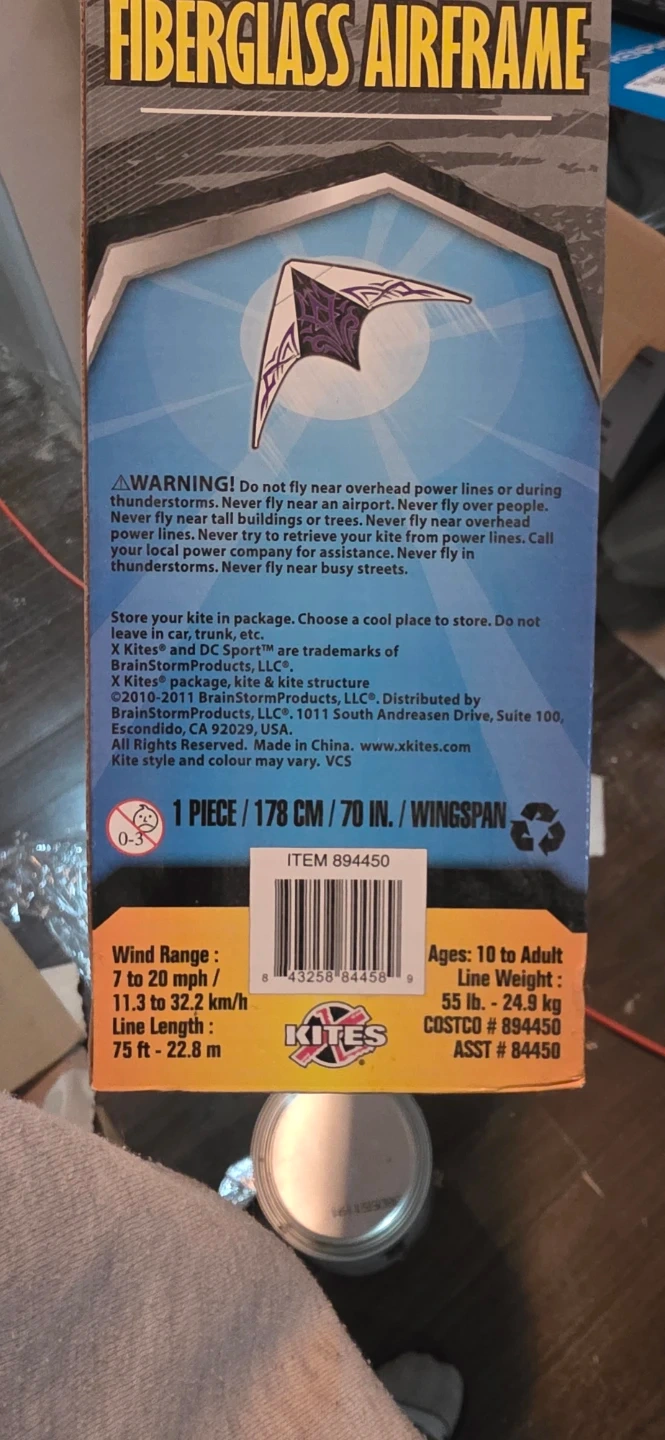 FIBERGLASS AIRFRAME
⚠WARNING! Do not fly near overhead power lines or during
thunderstorms. Never fly near an airport. Never fly over people.
Never fly near tall buildings or trees. Never fly near overhead
power lines. Never try to retrieve your kite from power lines. Call
your local power company for assistance. Never fly in
thunderstorms. Never fly near busy streets.
Store your kite in package. Choose a cool place to store. Do not
leave in car, trunk, etc.
X Kites® and DC Sport™ are trademarks of
BrainStormProducts, LLC®.
X Kites® package, kite & kite structure
©2010-2011 BrainStormProducts, LLC®. Distributed by
BrainStormProducts, LLC®. 1011 South Andreasen Drive, Suite 100,
Escondido, CA 92029, USA.
All Rights Reserved. Made in China. www.xkites.com
Kite style and colour may vary. VCS
0-3
1 PIECE / 178 CM / 70 IN. / WINGSPAN
ITEM 894450
8 43258 84458 9
Wind Range :
7 to 20 mph /
11.3 to 32.2 km/h
Line Length :
75 ft - 22.8 m
X KITES®
Ages: 10 to Adult
Line Weight :
55 lb. - 24.9 kg
COSTCO # 894450
ASST # 84450